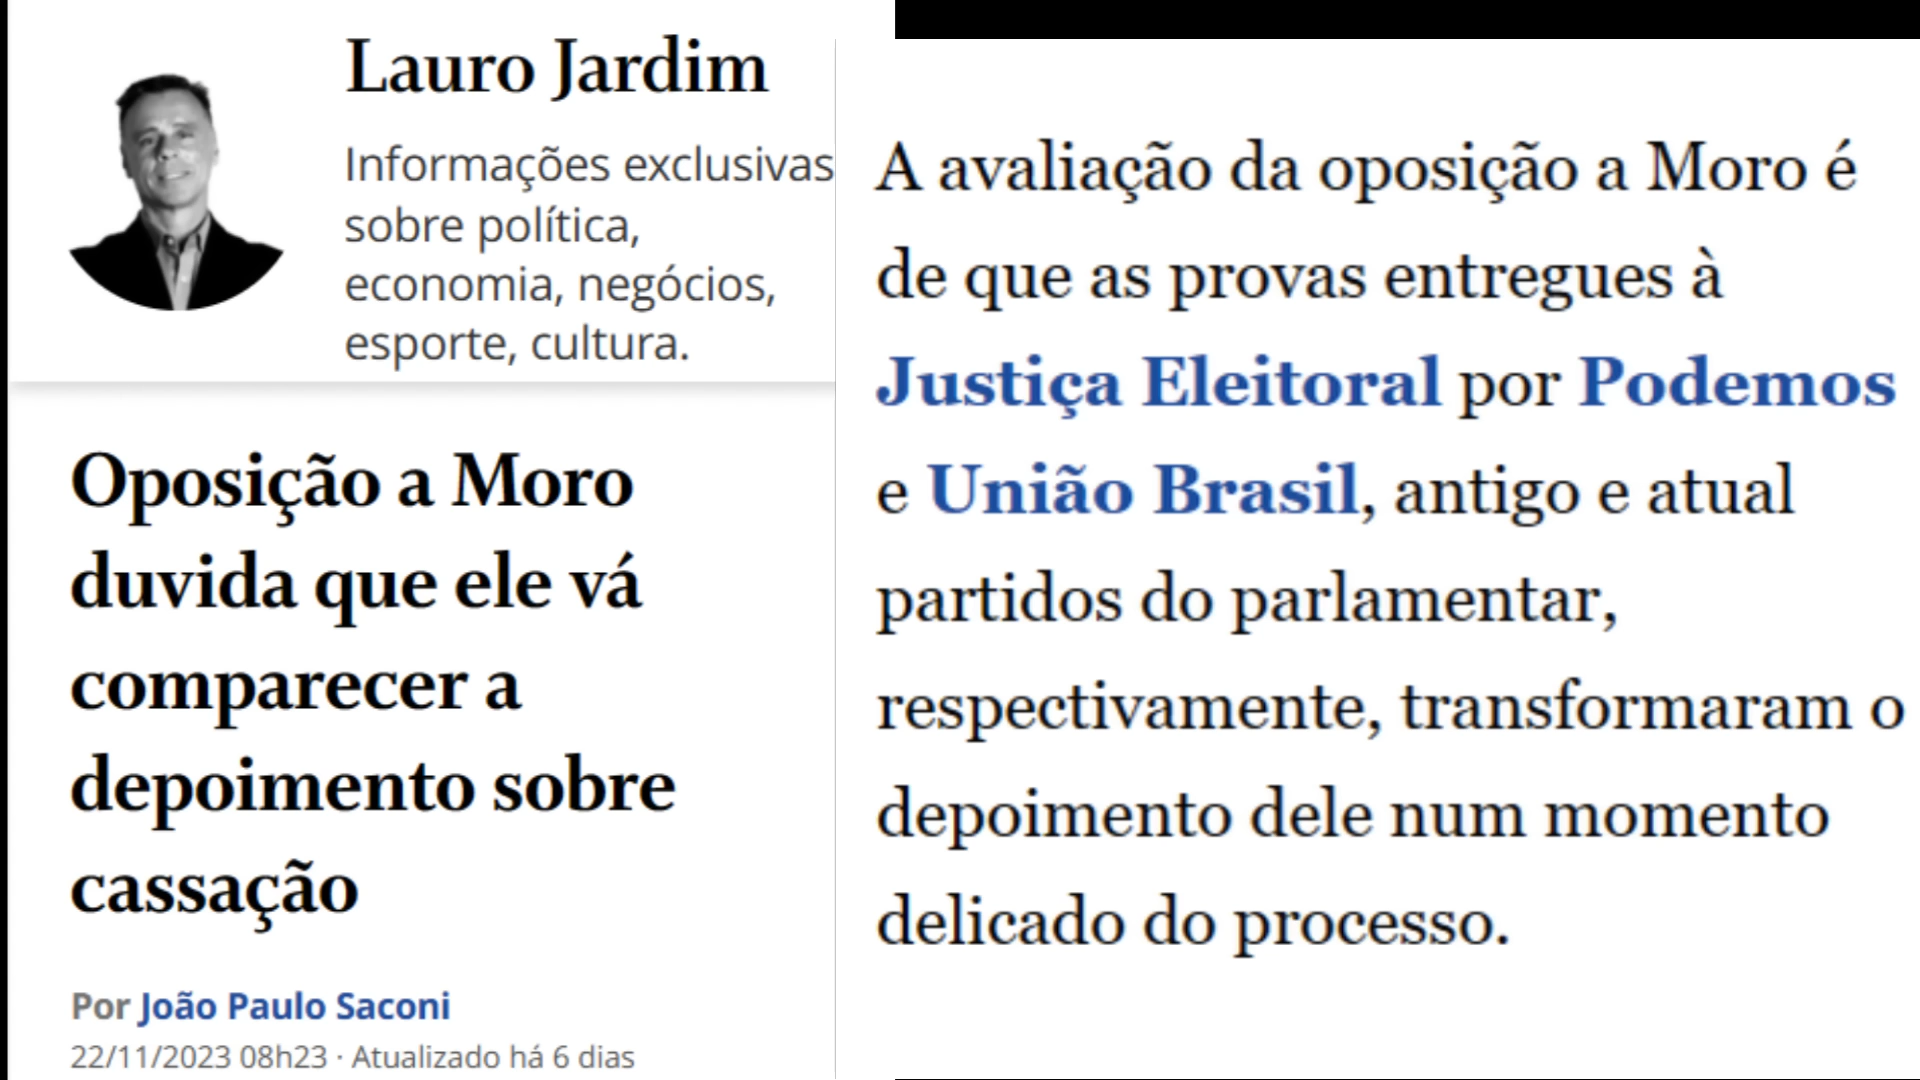 Lauro Jardim
Informações exclusivas
sobre política,
economia, negócios,
esporte, cultura.
Oposição a Moro
duvida que ele vá
comparecer a
depoimento sobre
cassação
Por João Paulo Saconi
22/11/2023 08h23 · Atualizado há 6 dias
A avaliação da oposição a Moro é
de que as provas entregues à
Justiça Eleitoral por Podemos
e União Brasil, antigo e atual
partidos do parlamentar,
respectivamente, transformaram o
depoimento dele num momento
delicado do processo.